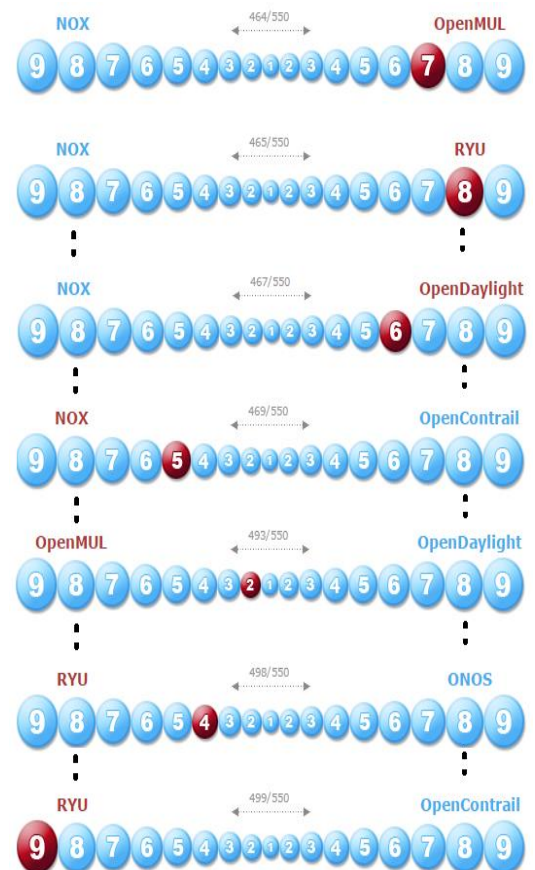 464/550
NOX OpenMUL
9 8 7 6 5 4 3 2 1 2 3 4 5 6 7 8 9
465/550
NOX RYU
9 8 7 6 5 4 3 2 1 2 3 4 5 6 7 8 9
467/550
NOX OpenDaylight
9 8 7 6 5 4 3 2 1 2 3 4 5 6 7 8 9
469/550
NOX OpenContrail
9 8 7 6 5 4 3 2 1 2 3 4 5 6 7 8 9
493/550
OpenMUL OpenDaylight
9 8 7 6 5 4 3 2 1 2 3 4 5 6 7 8 9
498/550
RYU ONOS
9 8 7 6 5 4 3 2 1 2 3 4 5 6 7 8 9
499/550
RYU OpenContrail
9 8 7 6 5 4 3 2 1 2 3 4 5 6 7 8 9